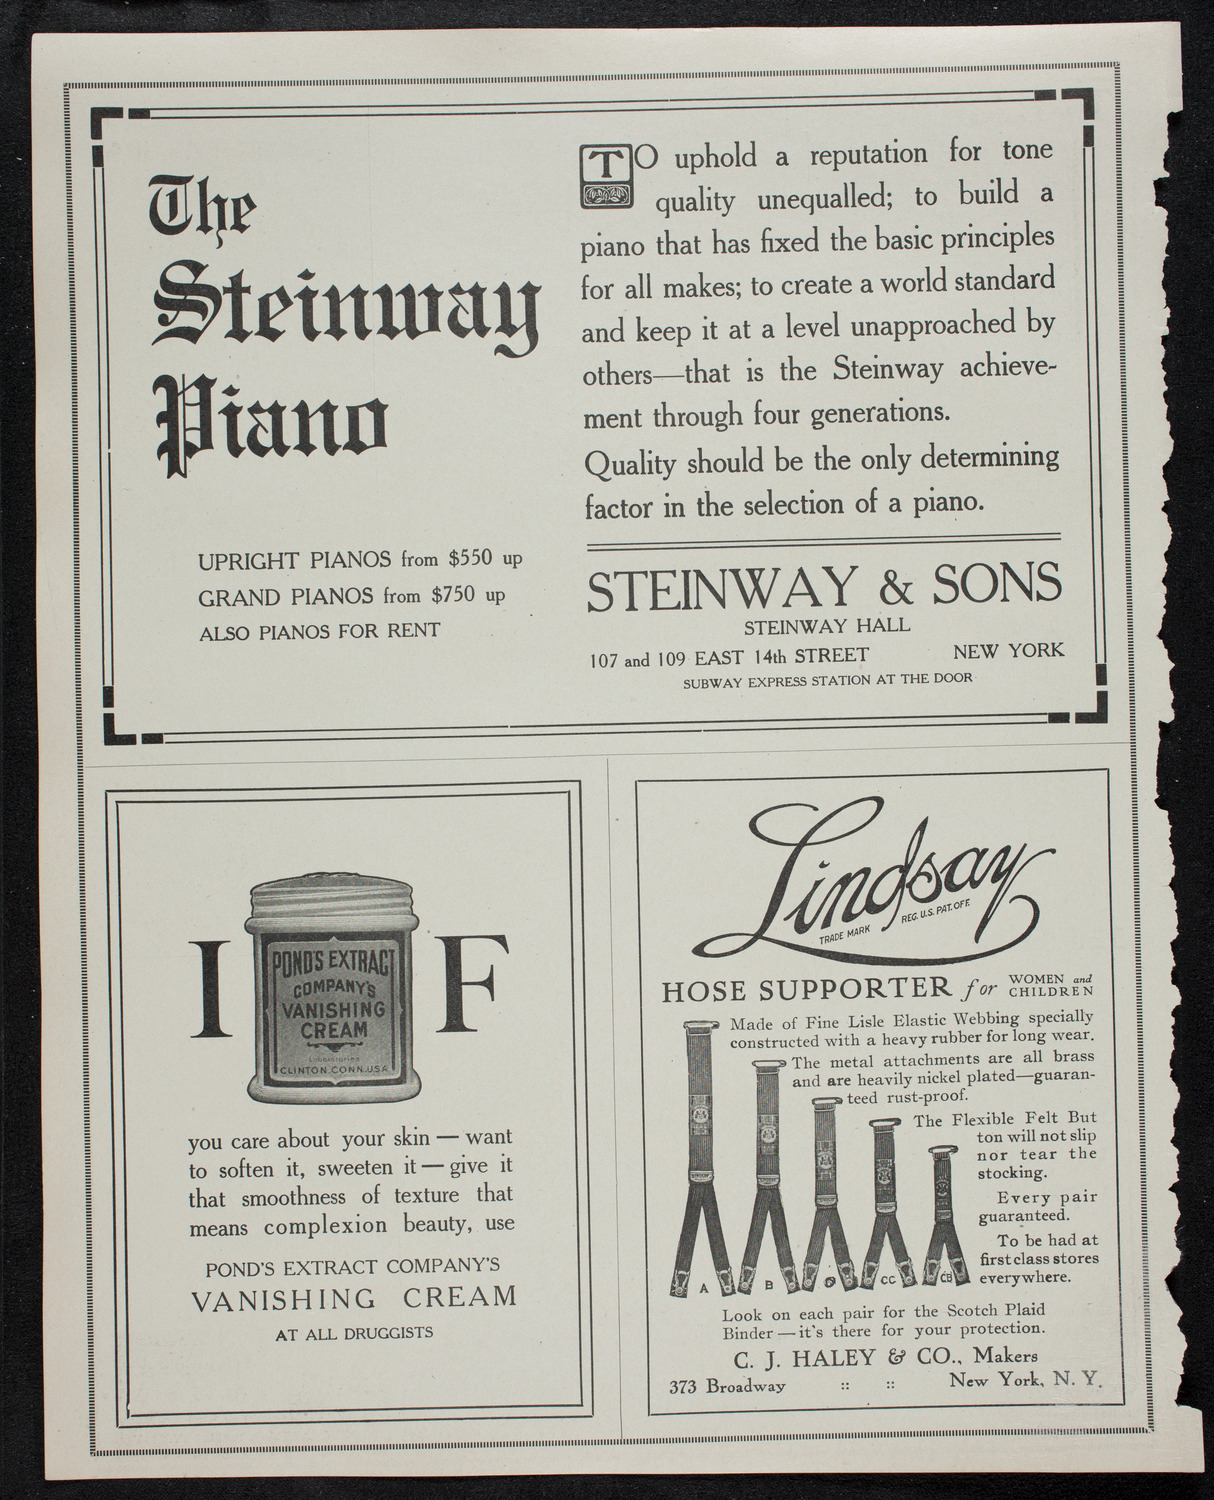 The
Steinway
Piano
UPRIGHT PIANOS from $550 up
GRAND PIANOS from $750 up
ALSO PIANOS FOR RENT
TO uphold a reputation for tone
quality unequalled; to build a
piano that has fixed the basic principles
for all makes; to create a world standard
and keep it at a level unapproached by
others—that is the Steinway achieve-
ment through four generations.
Quality should be the only determining
factor in the selection of a piano.
STEINWAY & SONS
STEINWAY HALL
107 and 109 EAST 14th STREET NEW YORK
SUBWAY EXPRESS STATION AT THE DOOR
IF
POND'S EXTRACT
COMPANY'S
VANISHING
CREAM
Laboratories
CLINTON.CONN.USA.
you care about your skin — want
to soften it, sweeten it — give it
that smoothness of texture that
means complexion beauty, use
POND'S EXTRACT COMPANY'S
VANISHING CREAM
AT ALL DRUGGISTS
Lindsay
TRADE MARK REG. U.S. PAT. OFF.
HOSE SUPPORTER for WOMEN and
CHILDREN
Made of Fine Lisle Elastic Webbing specially
constructed with a heavy rubber for long wear.
The metal attachments are all brass
and are heavily nickel plated—guaran-
teed rust-proof.
The Flexible Felt But
ton will not slip
nor tear the
stocking.
Every pair
guaranteed.
To be had at
first class stores
everywhere.
A B CC CB
Look on each pair for the Scotch Plaid
Binder — it's there for your protection.
C. J. HALEY & CO., Makers
373 Broadway :: :: New York, N. Y.